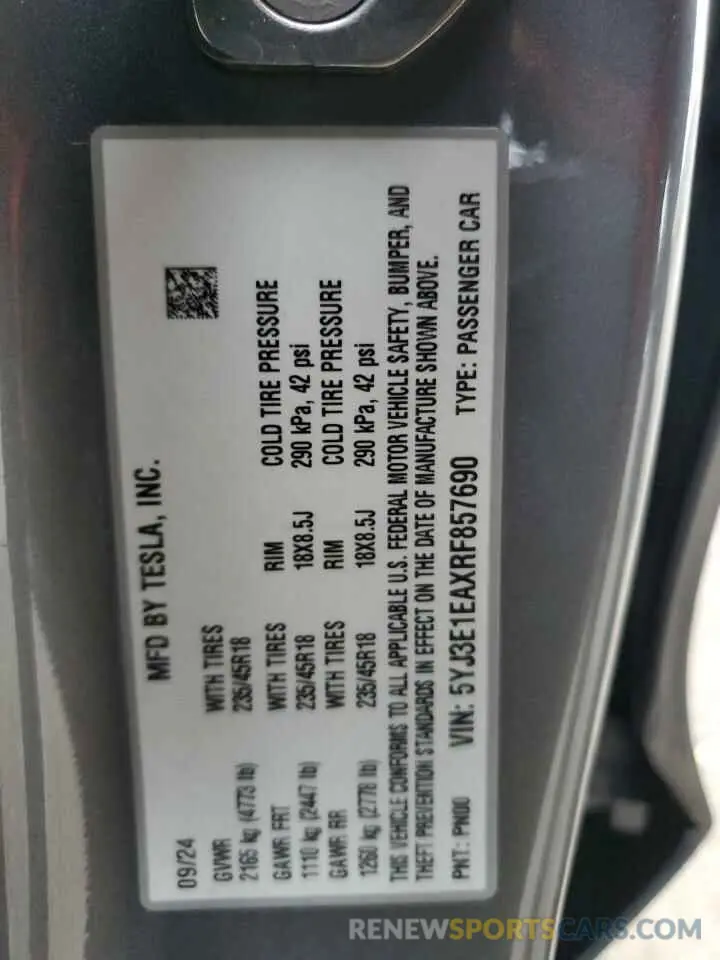 MFD BY TESLA, INC.
09/24
GVWR WITH TIRES
2165 kg (4773 lb) 235/45R18
GAWR FRT WITH TIRES RIM COLD TIRE PRESSURE
1110 kg (2447 lb) 235/45R18 18X8.5J 290 kPa, 42 psi
GAWR RR WITH TIRES RIM COLD TIRE PRESSURE
1260 kg (2778 lb) 235/45R18 18X8.5J 290 kPa, 42 psi
THIS VEHICLE CONFORMS TO ALL APPLICABLE U.S. FEDERAL MOTOR VEHICLE SAFETY, BUMPER, AND
THEFT PREVENTION STANDARDS IN EFFECT ON THE DATE OF MANUFACTURE SHOWN ABOVE.
PNT: PN00 VIN: 5YJ3E1EAXRF857690 TYPE: PASSENGER CAR
RENEWSPORTSCARS.COM